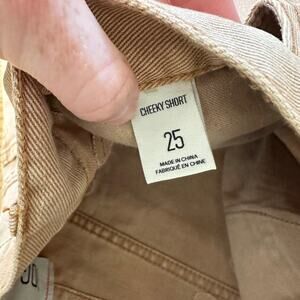 CHEEKY SHORT
25
MADE IN CHINA
FABRIQUÉ EN CHINE